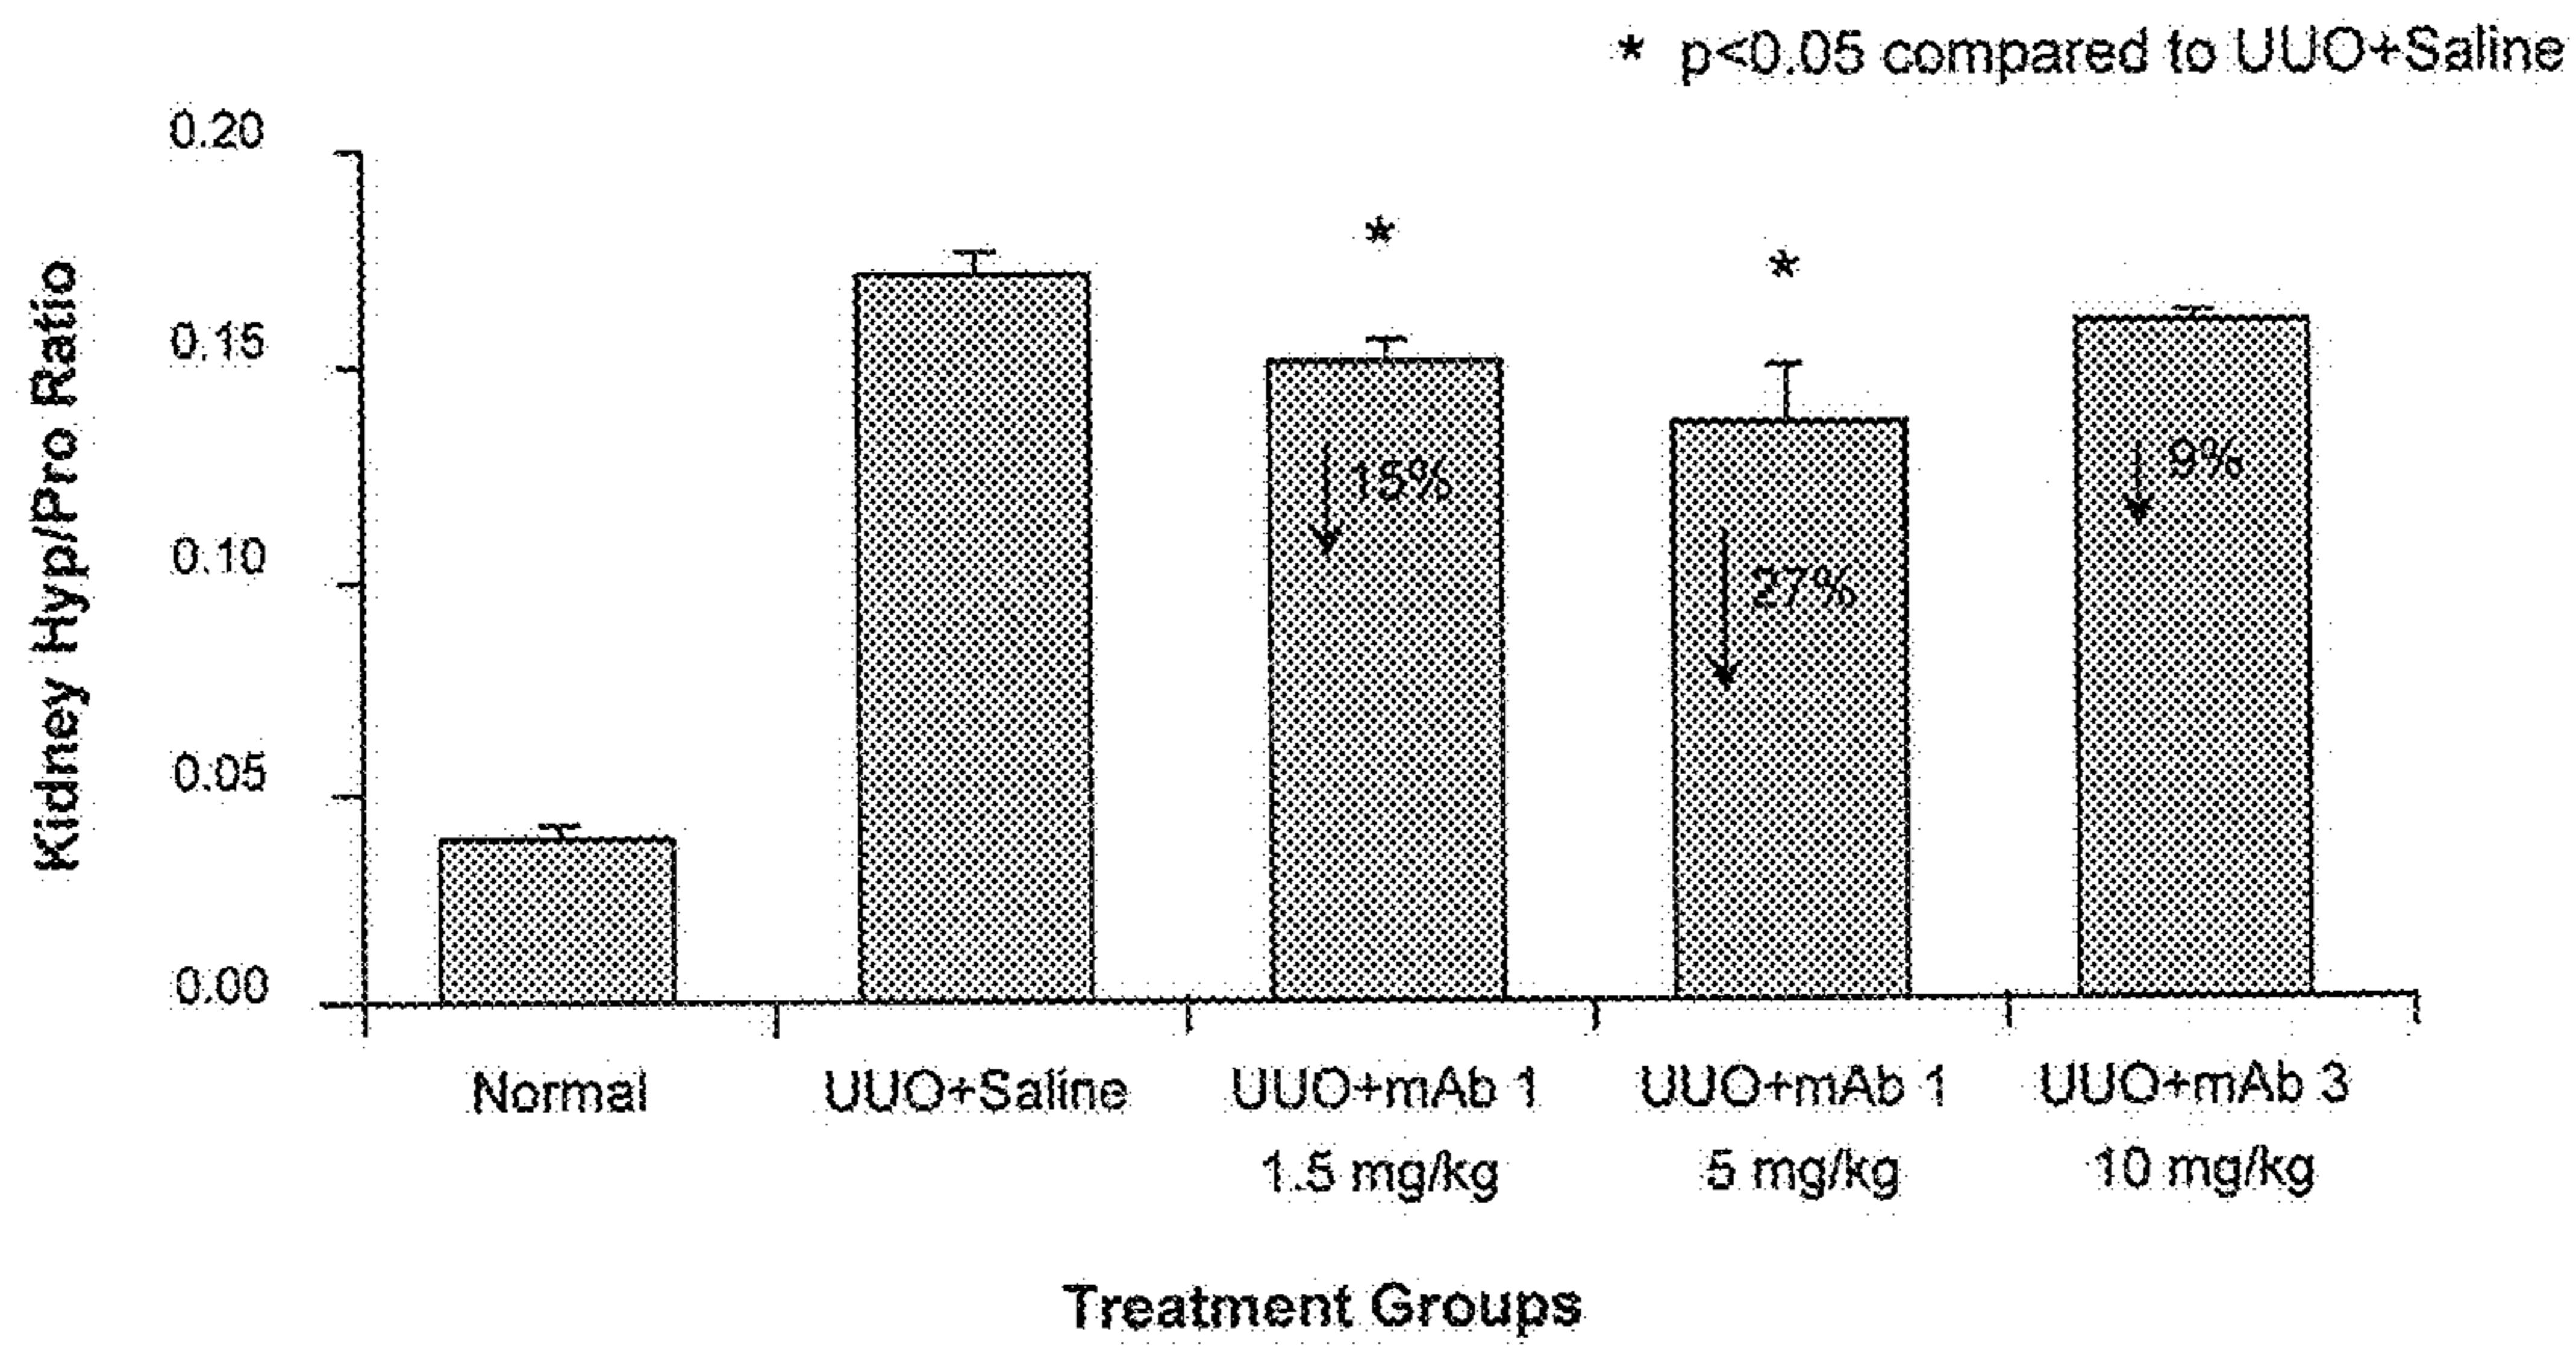 * p<0.05 compared to UUO+Saline
0.20
0.15
0.10
0.05
0.00
Kidney Hyp/Pro Ratio
*
*
15%
27%
9%
Normal
UUO+Saline
UUO+mAb 1
1.5 mg/kg
UUO+mAb 1
5 mg/kg
UUO+mAb 3
10 mg/kg
Treatment Groups